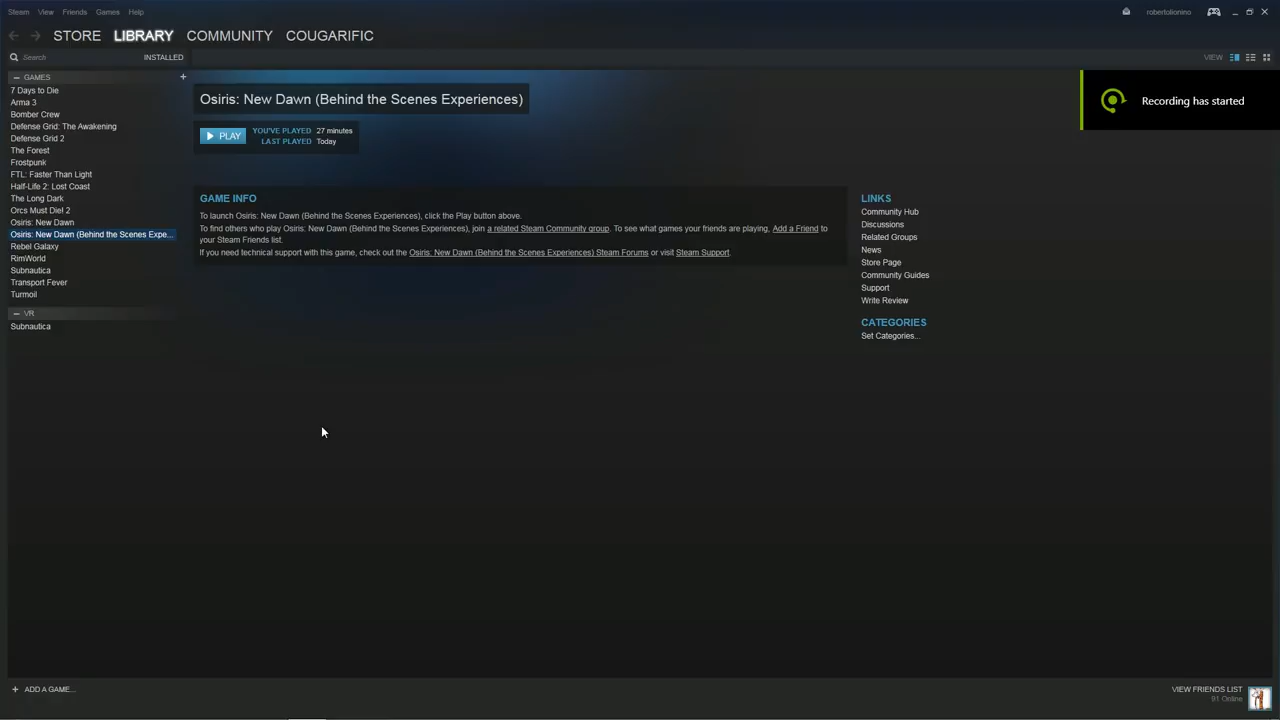 Steam View Friends Games Help
robertolionino
STORE LIBRARY COMMUNITY COUGARIFIC
Search INSTALLED
VIEW
GAMES
7 Days to Die
Arma 3
Bomber Crew
Defense Grid: The Awakening
Defense Grid 2
The Forest
Frostpunk
FTL: Faster Than Light
Half-Life 2: Lost Coast
The Long Dark
Orcs Must Die! 2
Osiris: New Dawn
Osiris: New Dawn (Behind the Scenes Expe...
Rebel Galaxy
RimWorld
Subnautica
Transport Fever
Turmoil
VR
Subnautica
Osiris: New Dawn (Behind the Scenes Experiences)
PLAY
YOU'VE PLAYED 27 minutes
LAST PLAYED Today
GAME INFO
To launch Osiris: New Dawn (Behind the Scenes Experiences), click the Play button above.
To find others who play Osiris: New Dawn (Behind the Scenes Experiences), join a related Steam Community group. To see what games your friends are playing, Add a Friend to
your Steam Friends list.
If you need technical support with this game, check out the Osiris: New Dawn (Behind the Scenes Experiences) Steam Forums or visit Steam Support.
LINKS
Community Hub
Discussions
Related Groups
News
Store Page
Community Guides
Support
Write Review
CATEGORIES
Set Categories...
Recording has started
ADD A GAME...
VIEW FRIENDS LIST
91 Online